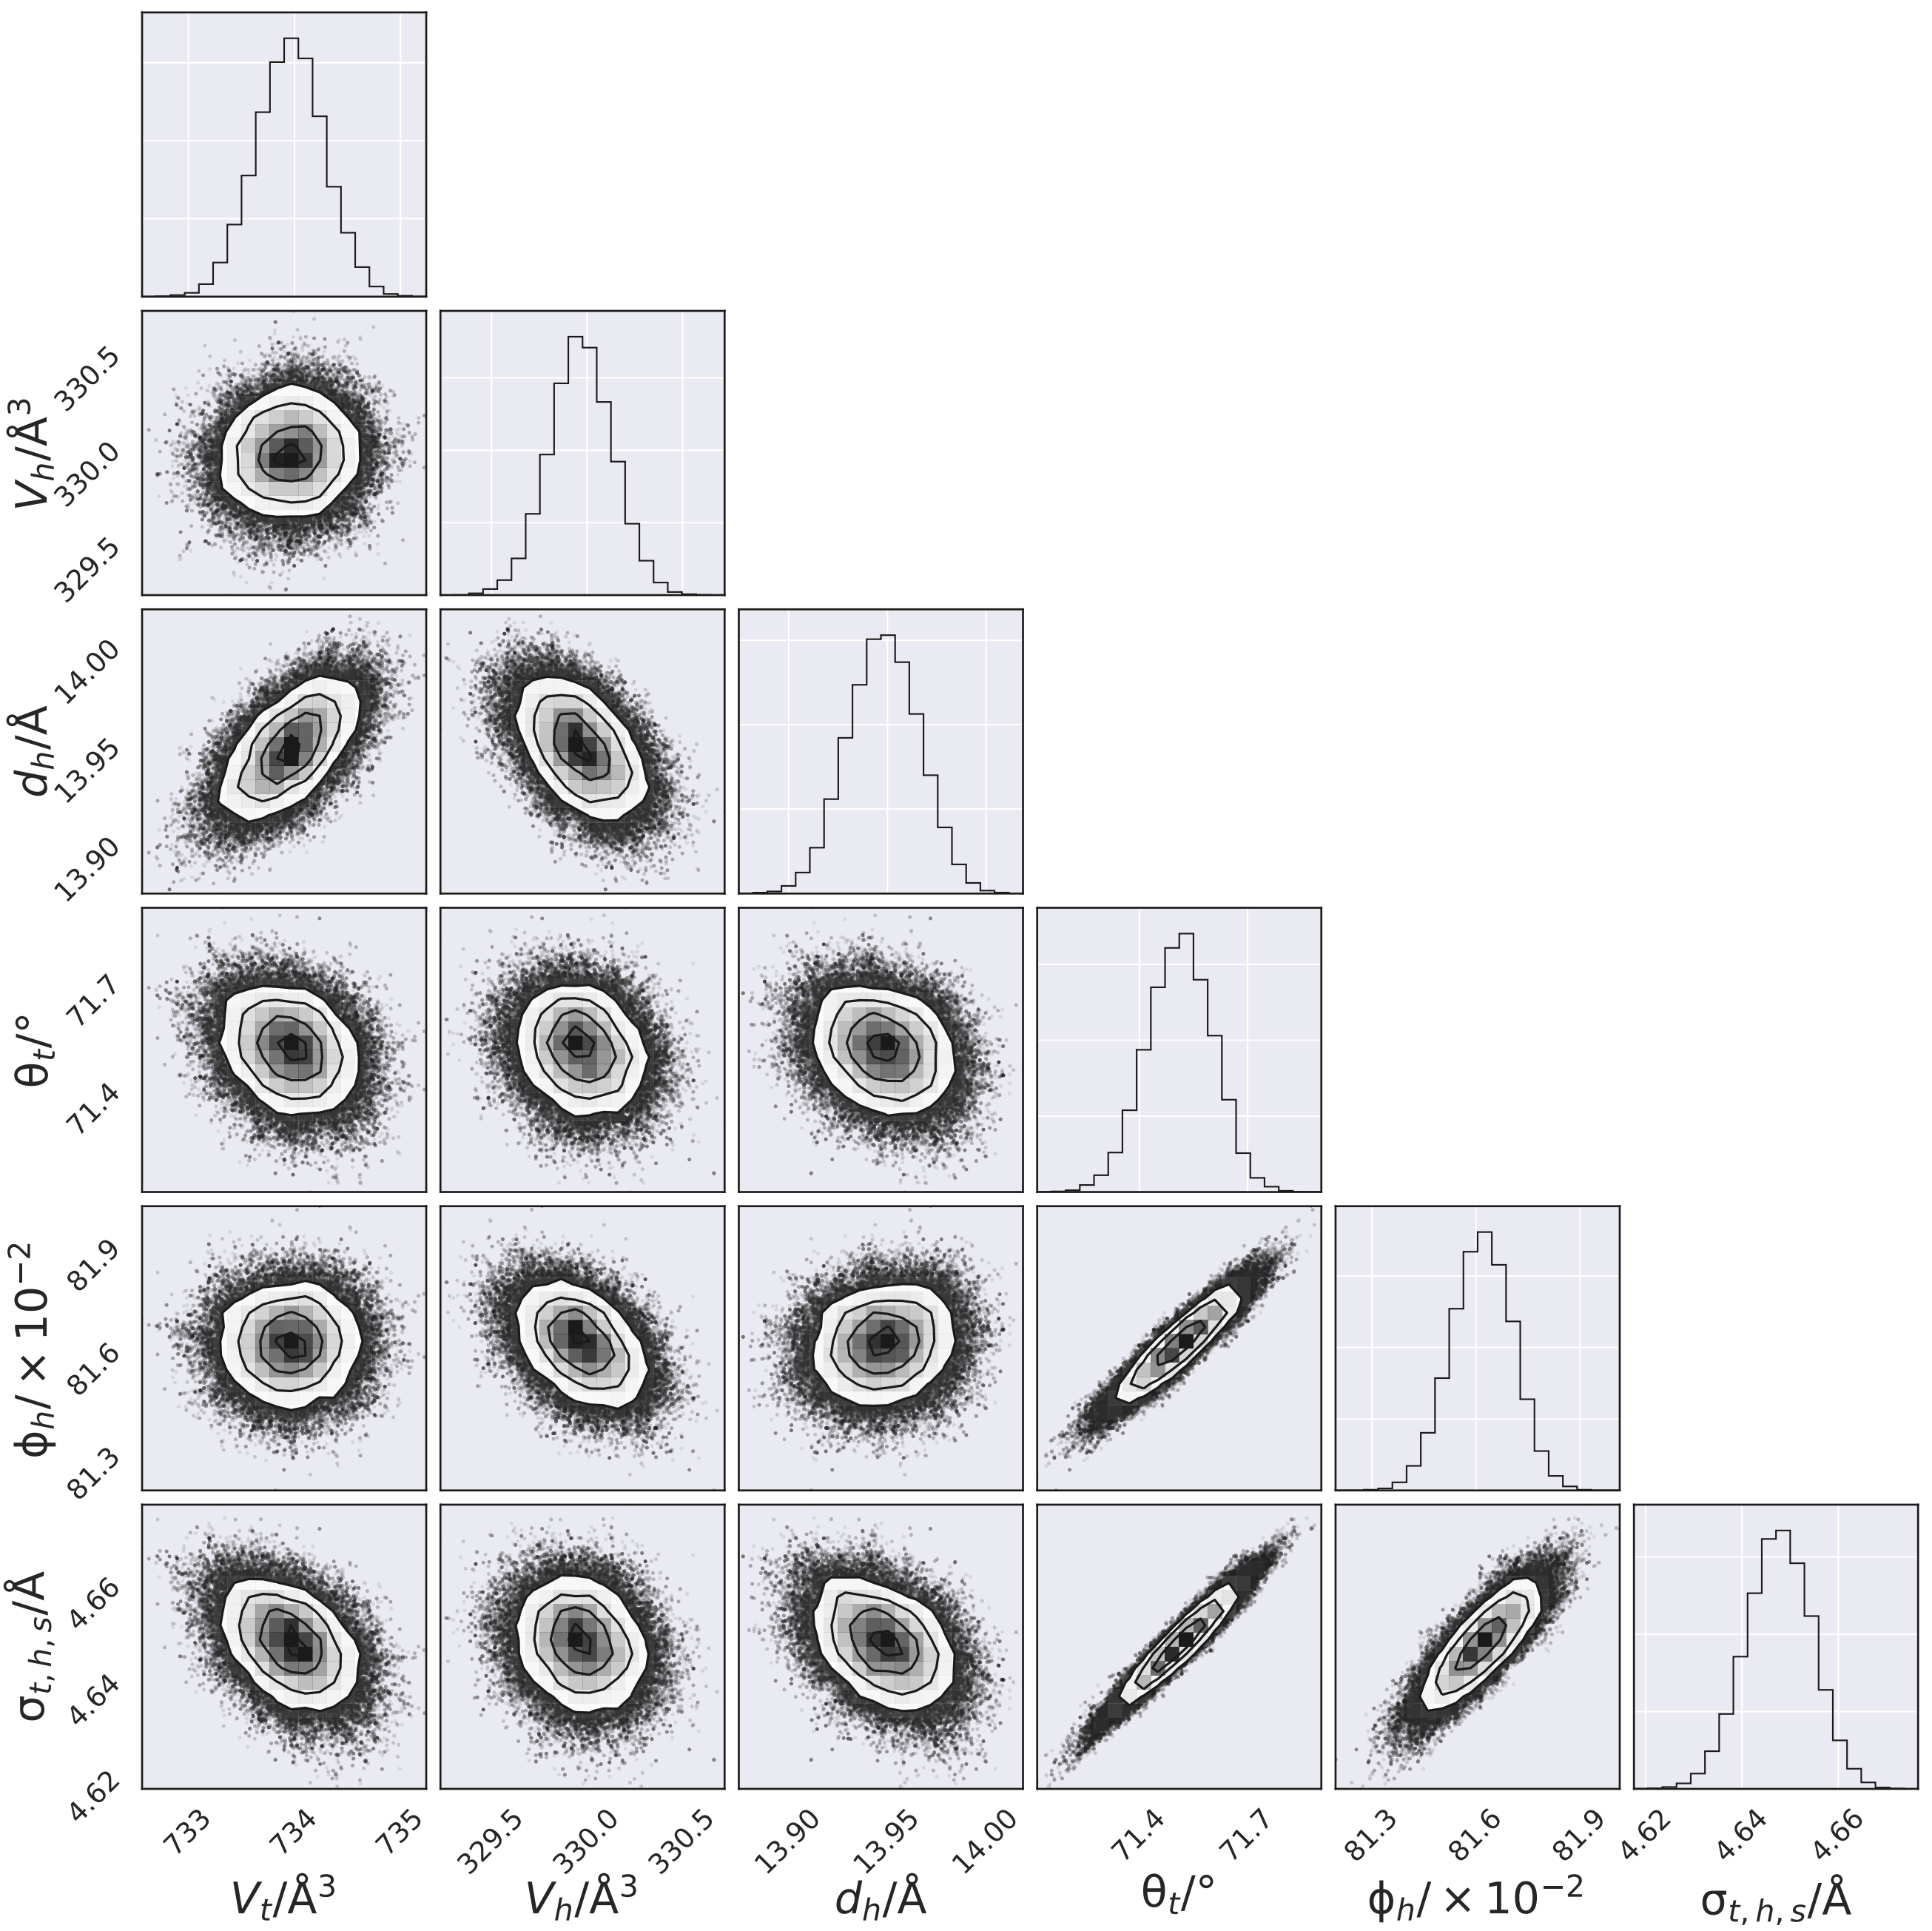 V_h/Å³
330.5
330.0
329.5
d_h/Å
14.00
13.95
13.90
θ_t/°
71.7
71.4
ϕ_h/ × 10⁻²
81.9
81.6
81.3
σ_{t, h, s}/Å
4.66
4.64
4.62
733 734 735 329.5 330.0 330.5 13.90 13.95 14.00 71.4 71.7 81.3 81.6 81.9 4.62 4.64 4.66
V_t/Å³ V_h/Å³ d_h/Å θ_t/° ϕ_h/ × 10⁻² σ_{t, h, s}/Å